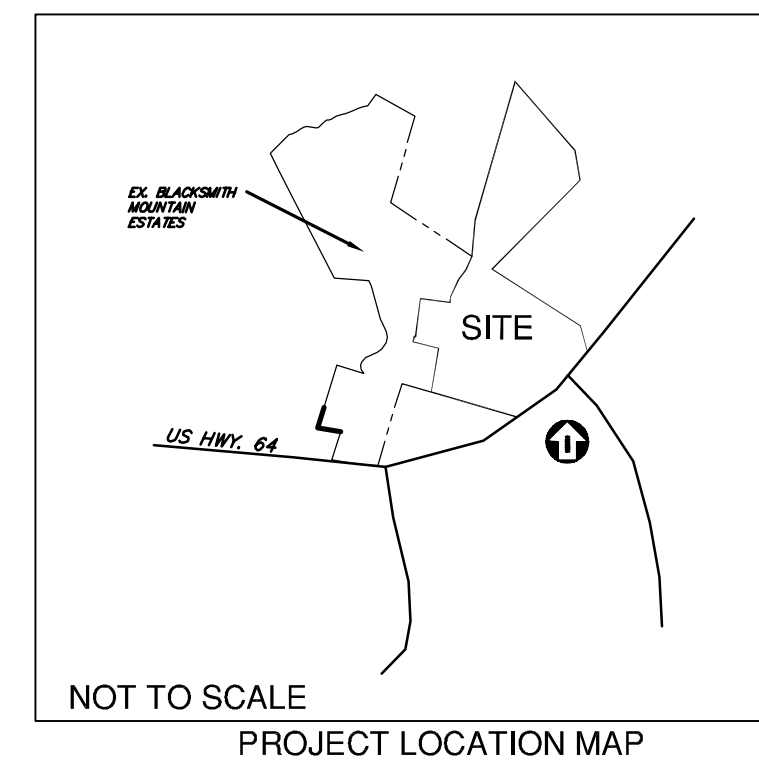 EX. BLACKSMITH
MOUNTAIN
ESTATES
SITE
US HWY. 64
NOT TO SCALE
PROJECT LOCATION MAP